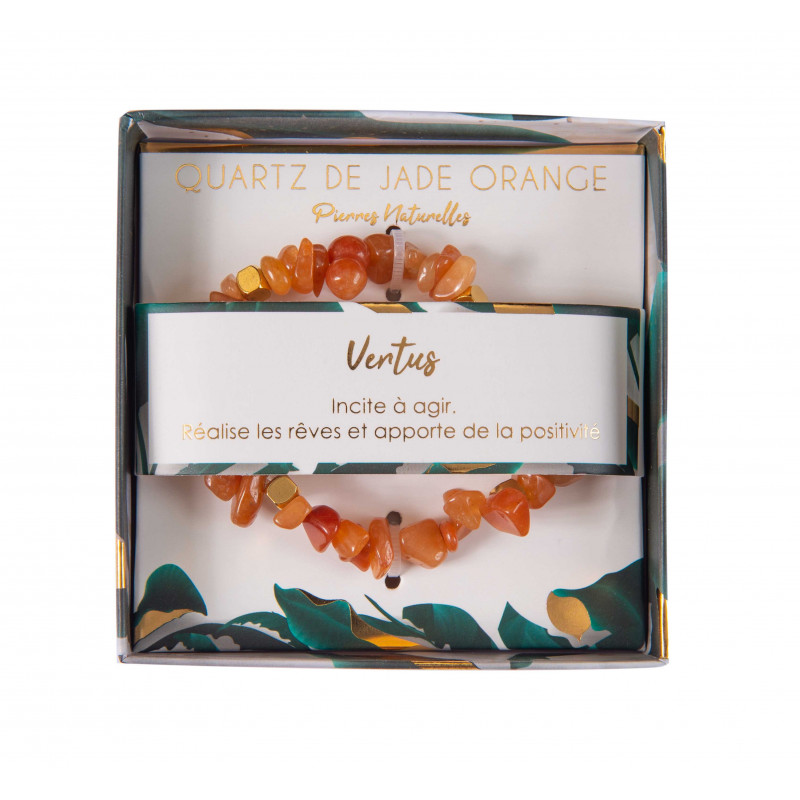 QUARTZ DE JADE ORANGE
Pierres Naturelles
Vertus
Incite à agir.
Réalise les rêves et apporte de la positivité